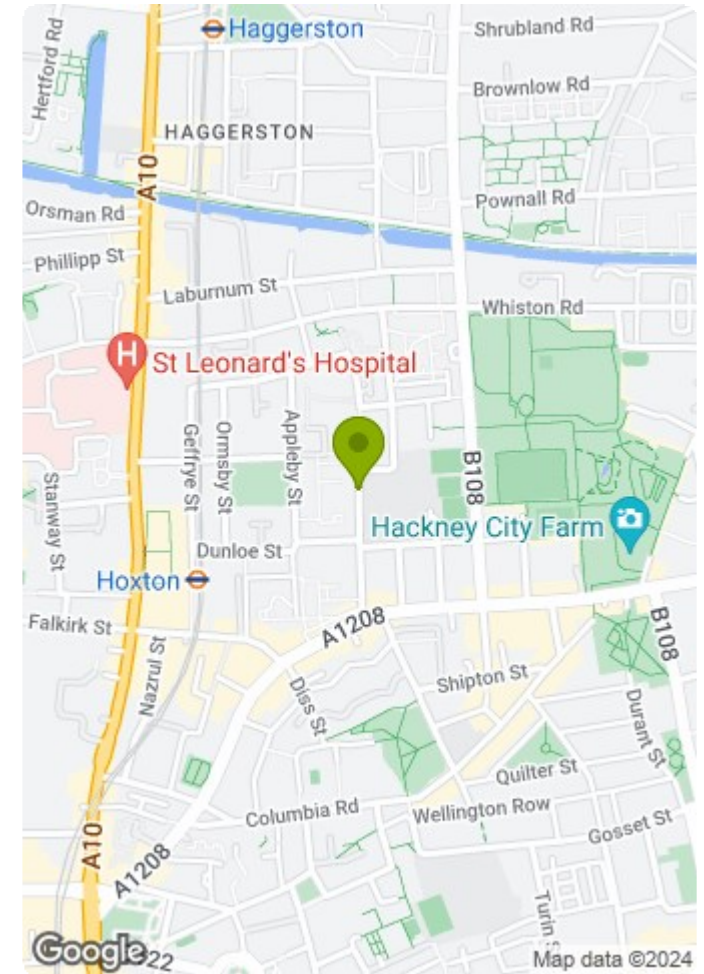 Haggerston
Shrubland Rd
Hertford Rd
Brownlow Rd
HAGGERSTON
A10
Pownall Rd
Orsman Rd
Phillipp St
Laburnum St
Whiston Rd
H
St Leonard's Hospital
Geffrye St
Ormsby St
Appleby St
B108
Stanway St
Hackney City Farm
Dunloe St
Hoxton
Falkirk St
A1208
B108
Nazrul St
Diss St
Shipton St
Durant St
Quilter St
Columbia Rd
Wellington Row
Gosset St
A10
A1208
Turin S
Google
22
Map data ©2024